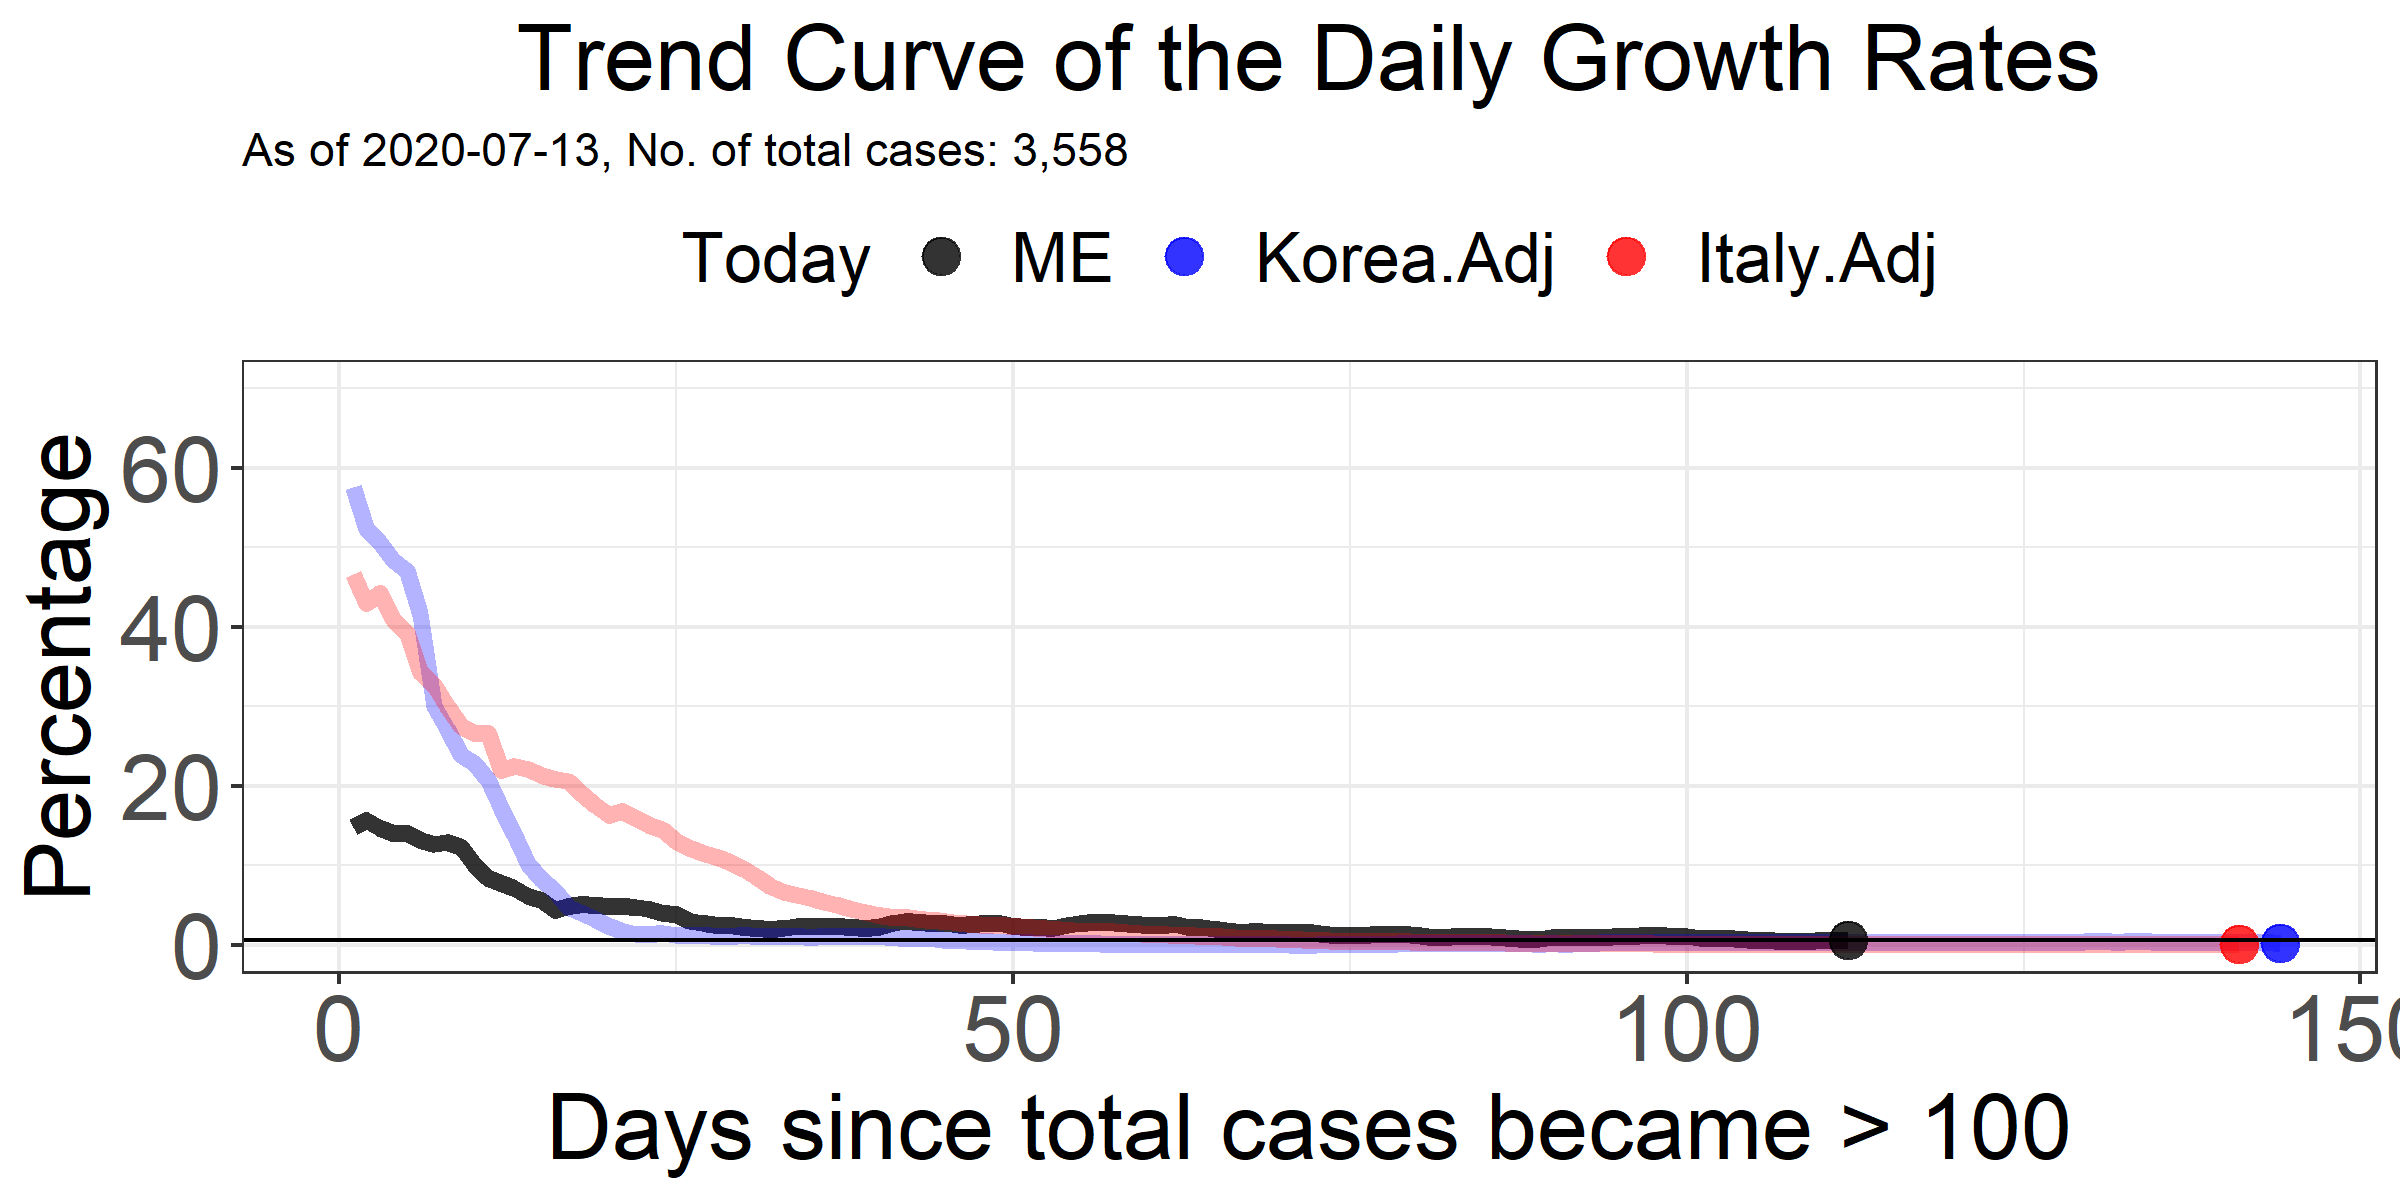 Trend Curve of the Daily Growth Rates
As of 2020-07-13, No. of total cases: 3,558
Today ME Korea.Adj Italy.Adj
Percentage
60
40
20
0
0 50 100 150
Days since total cases became > 100